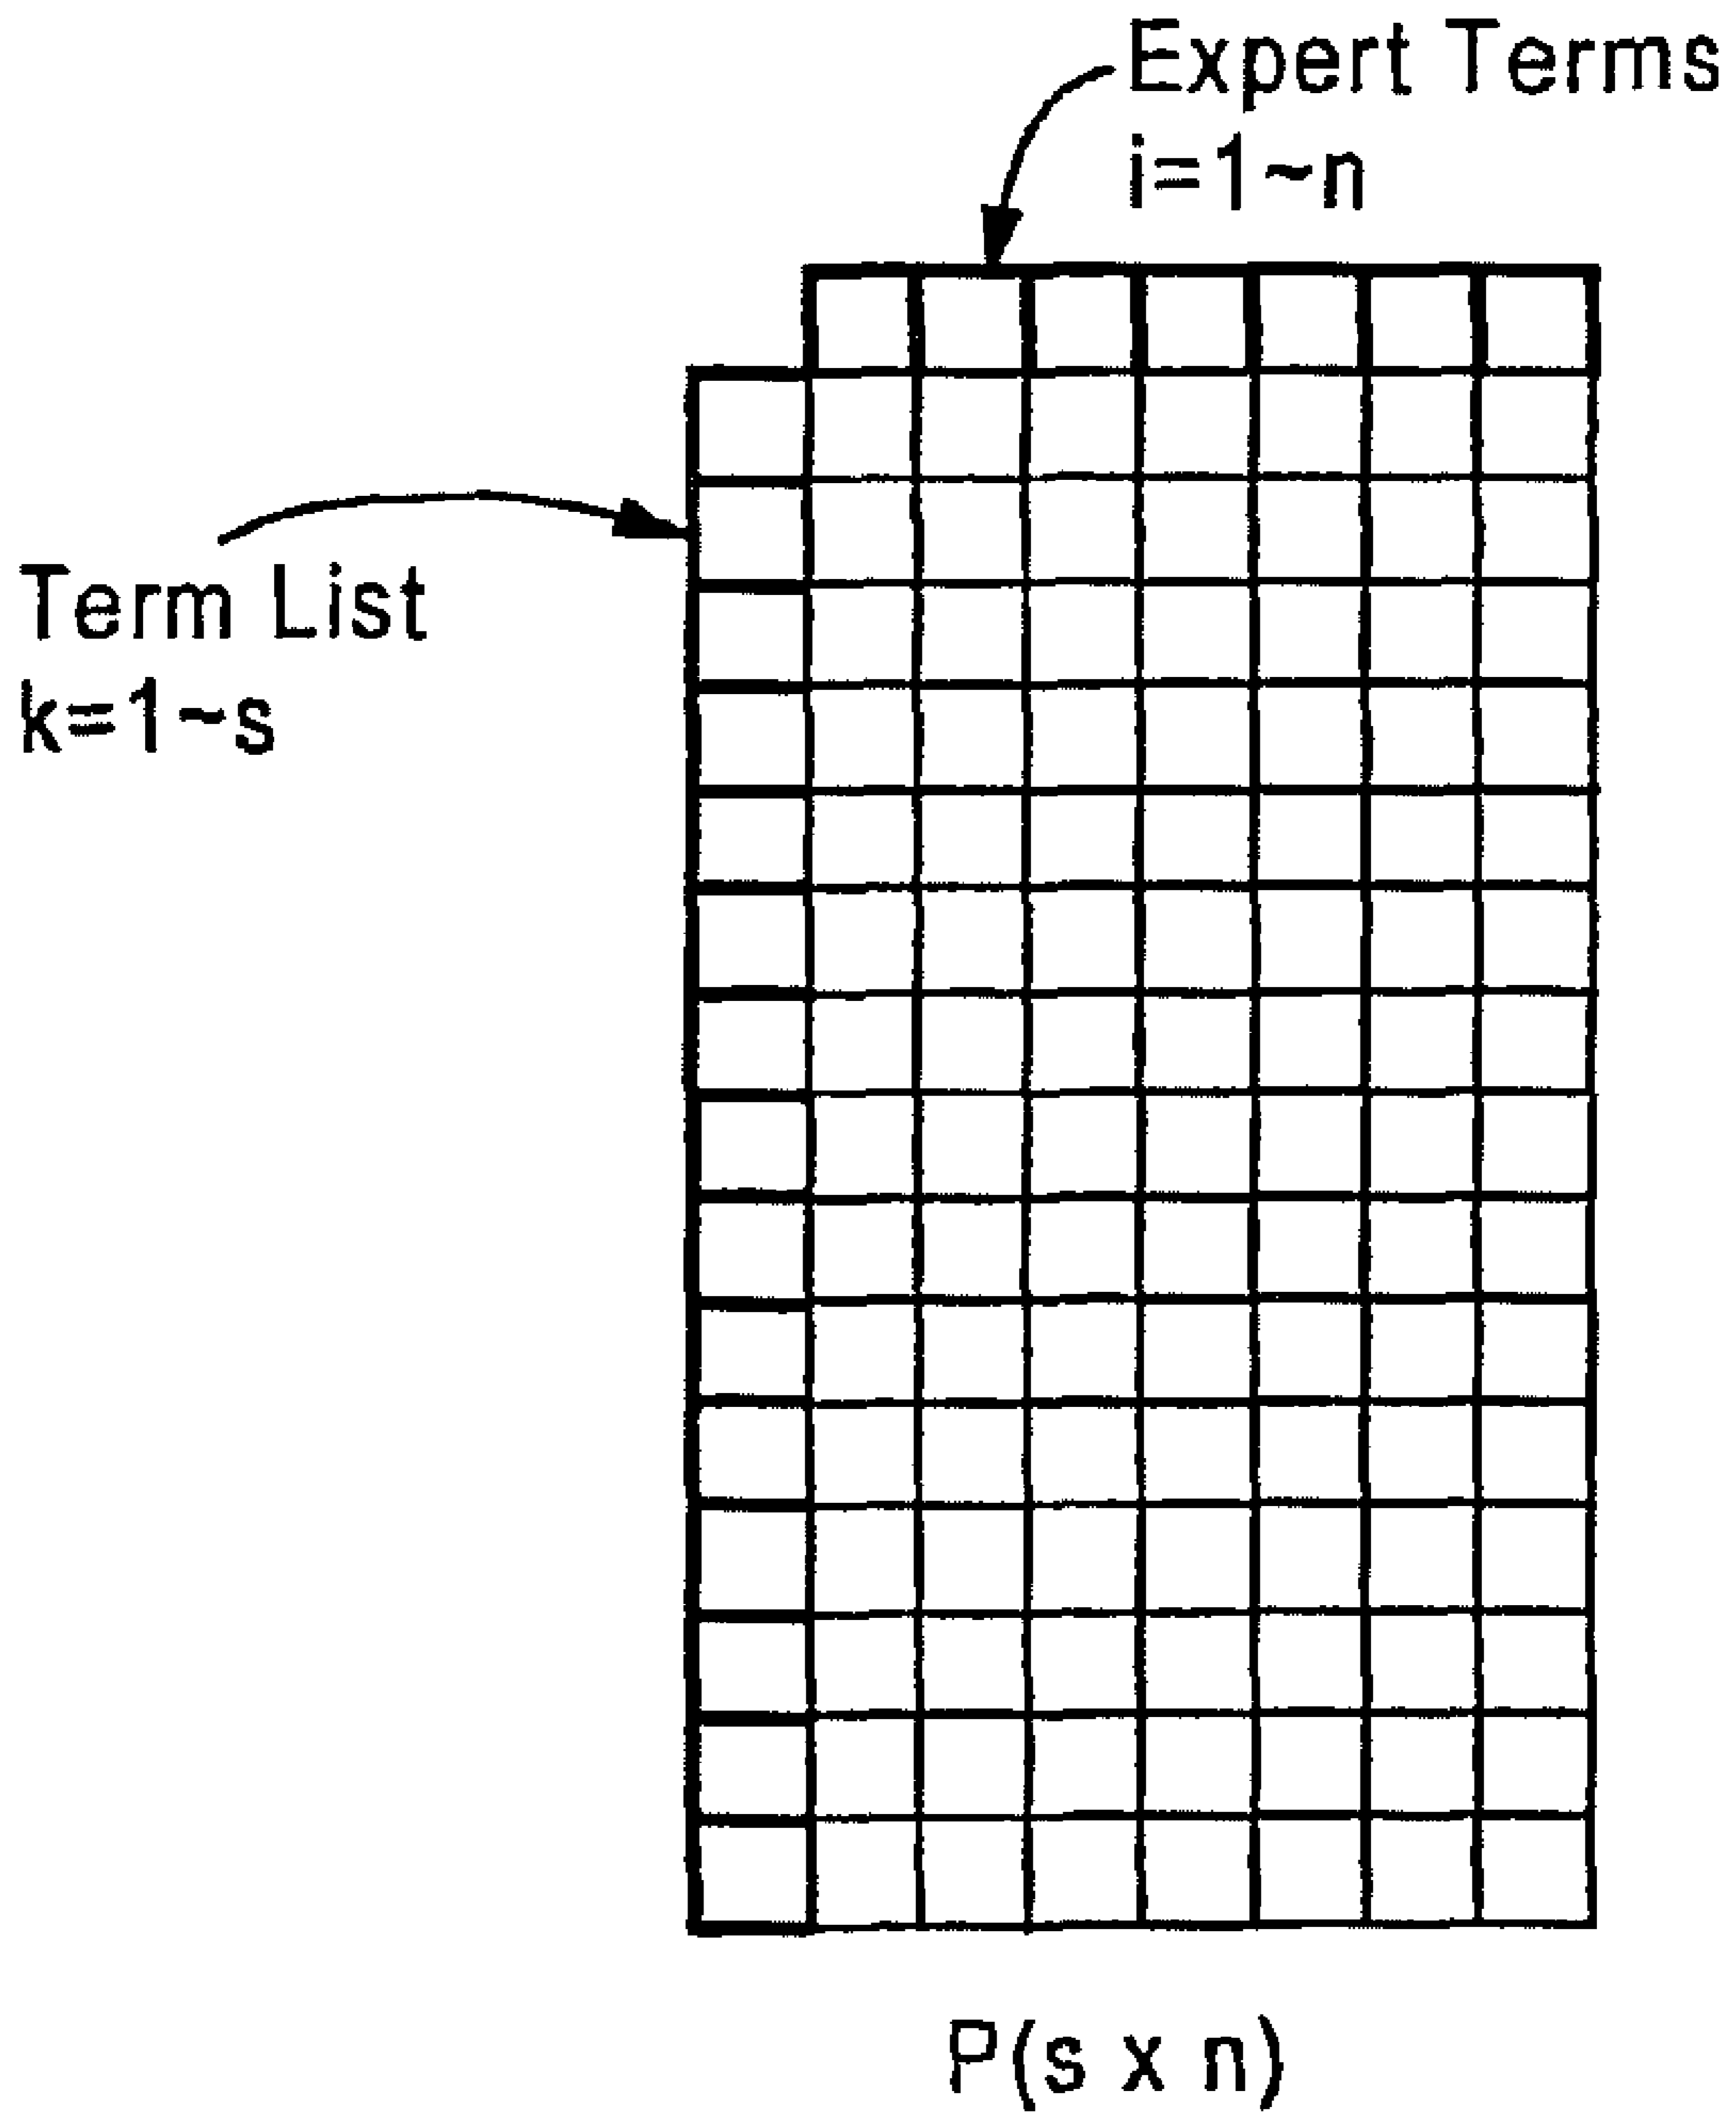 Expert Terms
i=1~n
Term List
k=1~s
P(s x n)